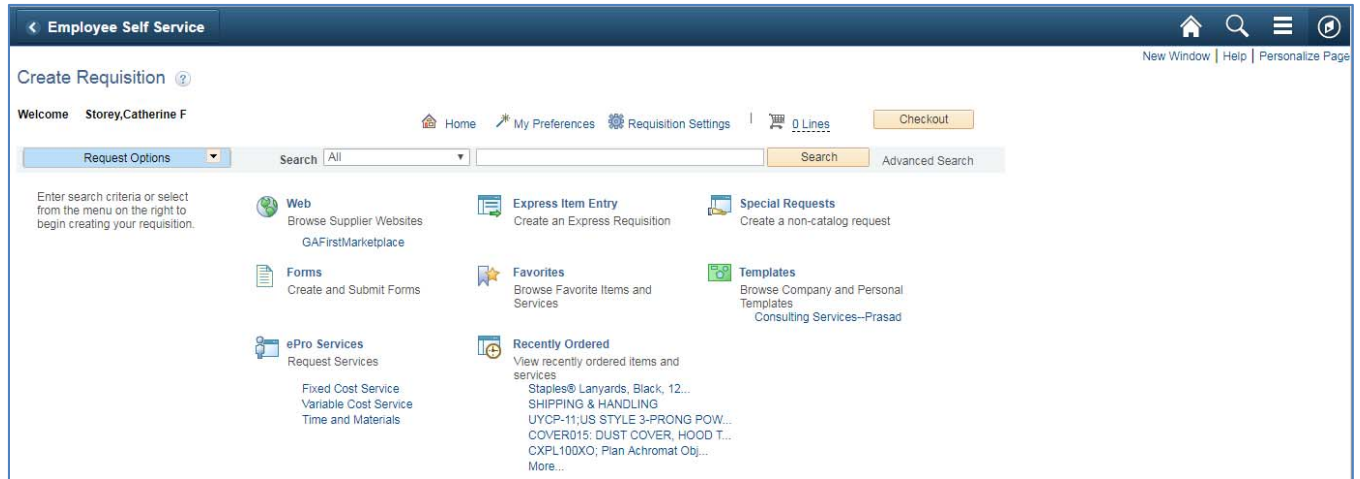 Employee Self Service
New Window | Help | Personalize Page
Create Requisition
Welcome Storey,Catherine F
Home My Preferences Requisition Settings | 0 Lines Checkout
Request Options Search All Search Advanced Search
Enter search criteria or select
from the menu on the right to
begin creating your requisition.
Web
Browse Supplier Websites
GAFirstMarketplace
Express Item Entry
Create an Express Requisition
Special Requests
Create a non-catalog request
Forms
Create and Submit Forms
Favorites
Browse Favorite Items and
Services
Templates
Browse Company and Personal
Templates
Consulting Services--Prasad
ePro Services
Request Services
Fixed Cost Service
Variable Cost Service
Time and Materials
Recently Ordered
View recently ordered items and
services
Staples® Lanyards, Black, 12...
SHIPPING & HANDLING
UYCP-11;US STYLE 3-PRONG POW...
COVER015: DUST COVER, HOOD T...
CXPL100XO; Plan Achromat Obj...
More...